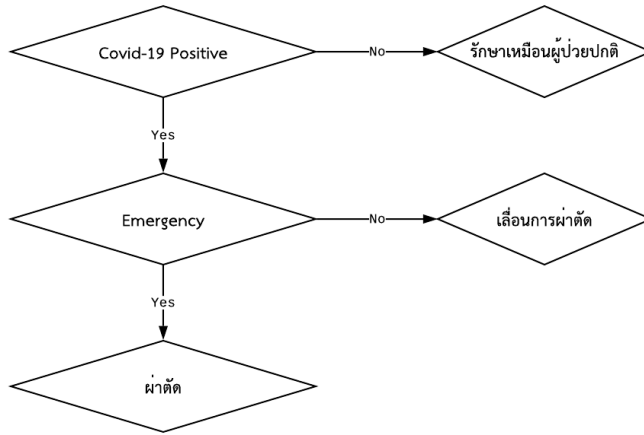 Covid-19 Positive
No
รักษาเหมือนผู้ป่วยปกติ
Yes
Emergency
No
เลื่อนการผ่าตัด
Yes
ผ่าตัด